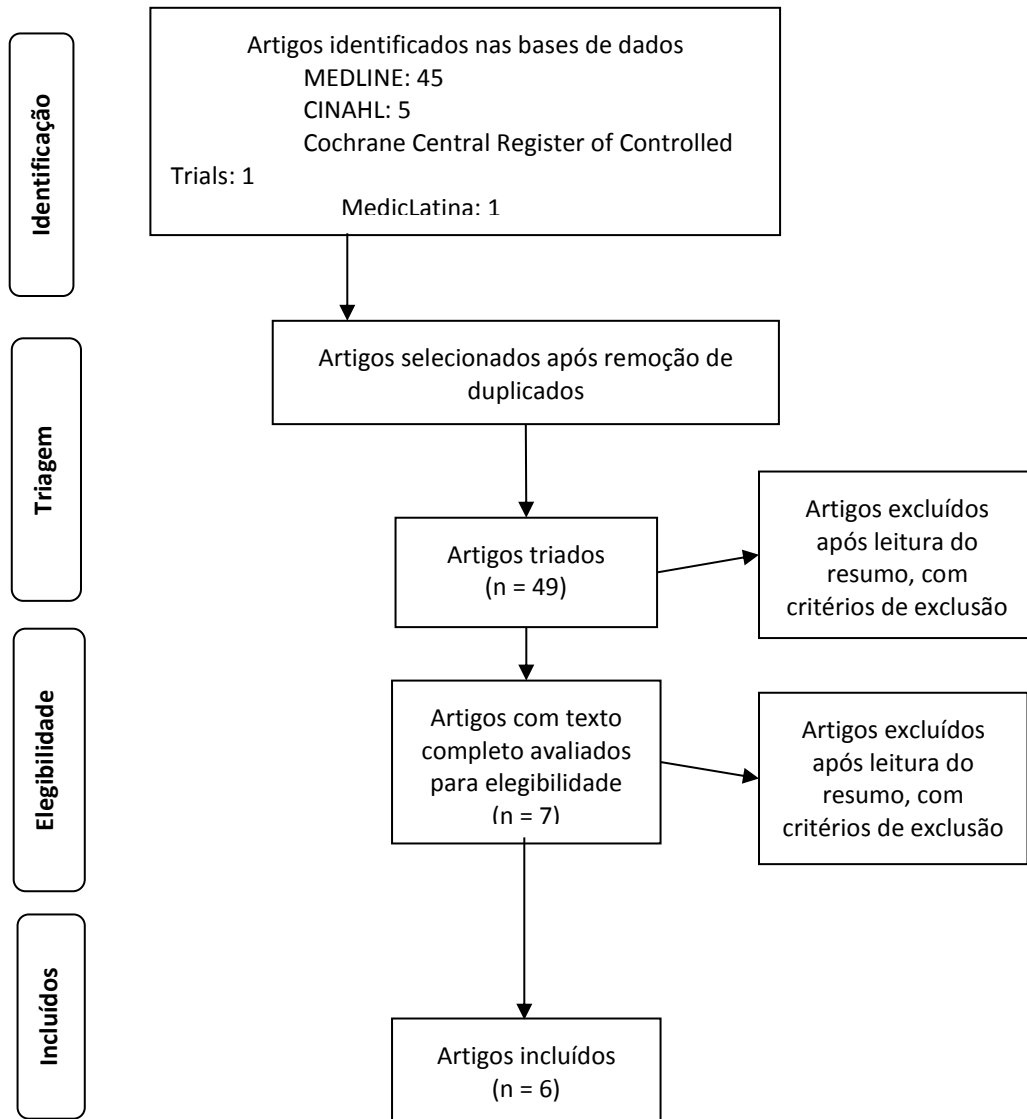 Identificação
Artigos identificados nas bases de dados
MEDLINE: 45
CINAHL: 5
Cochrane Central Register of Controlled
Trials: 1
MedicLatina: 1
Triagem
Artigos selecionados após remoção de
duplicados
Artigos triados
(n = 49)
Artigos excluídos
após leitura do
resumo, com
critérios de exclusão
Elegibilidade
Artigos com texto
completo avaliados
para elegibilidade
(n = 7)
Artigos excluídos
após leitura do
resumo, com
critérios de exclusão
Incluídos
Artigos incluídos
(n = 6)